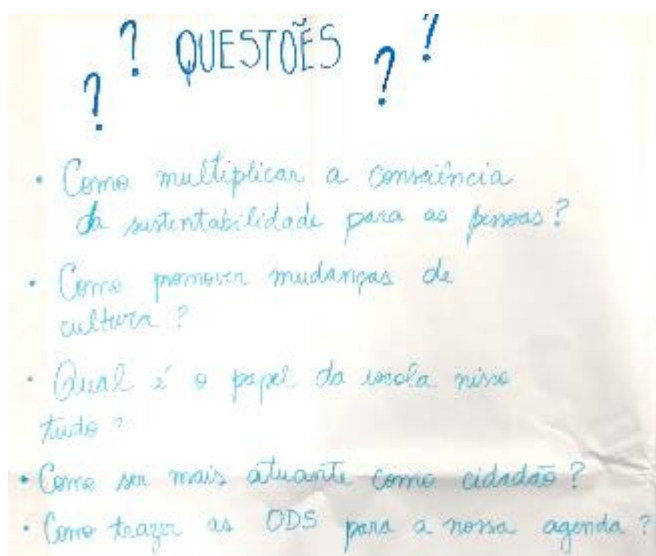 ? ? QUESTÕES ? ?
• Como multiplicar a consciência
da sustentabilidade para as pessoas?
• Como promover mudanças de
cultura?
• Qual é o papel da escola nisso
tudo?
• Como ser mais atuante como cidadão?
• Como trazer as ODS para a nossa agenda?